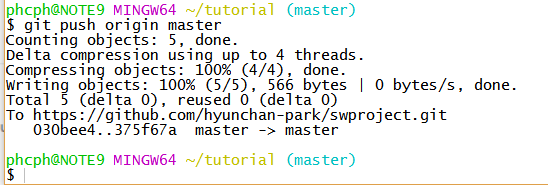 phcph@NOTE9 MINGW64 ~/tutorial (master)
$ git push origin master
Counting objects: 5, done.
Delta compression using up to 4 threads.
Compressing objects: 100% (4/4), done.
Writing objects: 100% (5/5), 566 bytes | 0 bytes/s, done.
Total 5 (delta 0), reused 0 (delta 0)
To https://github.com/hyunchan-park/swproject.git
   030bee4..375f67a  master -> master
phcph@NOTE9 MINGW64 ~/tutorial (master)
$